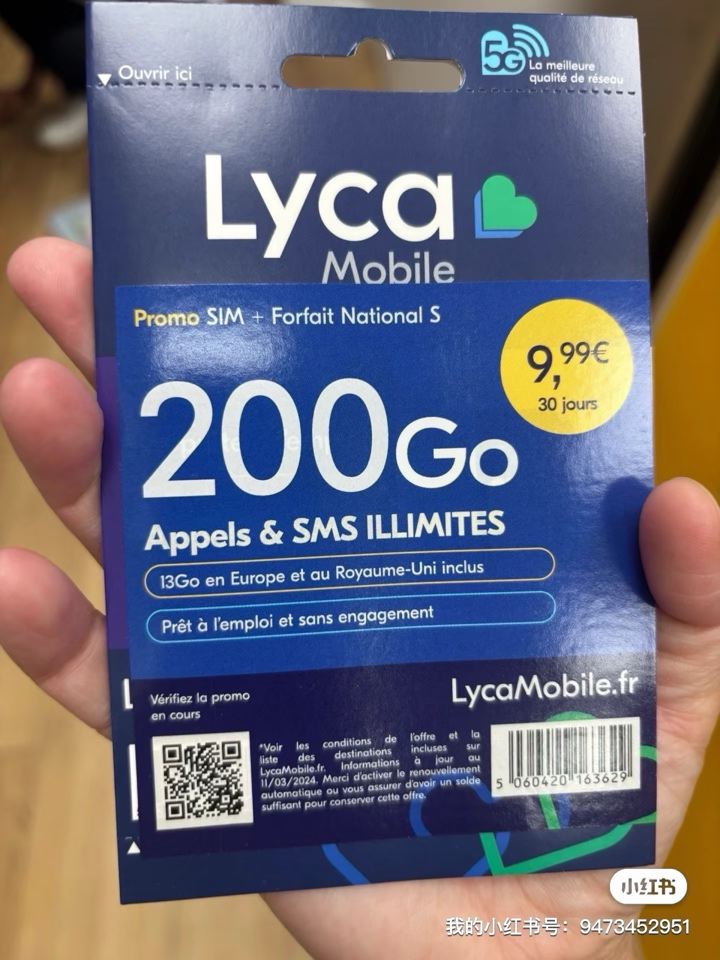 Ouvrir ici
5G
La meilleure
qualité de réseau
Lyca
Mobile
Promo SIM + Forfait National S
9,99€
30 jours
200Go
Appels & SMS ILLIMITES
13Go en Europe et au Royaume-Uni inclus
Prêt à l'emploi et sans engagement
LycaMobile.fr
Vérifiez la promo
en cours
*Voir les conditions de l'offre et la
liste des destinations incluses sur
LycaMobile.fr. Informations à jour au
11/03/2024. Merci d'activer le renouvellement
automatique ou vous assurer d'avoir un solde
suffisant pour conserver cette offre.
5 060420 163629
小红书
我的小红书号：9473452951